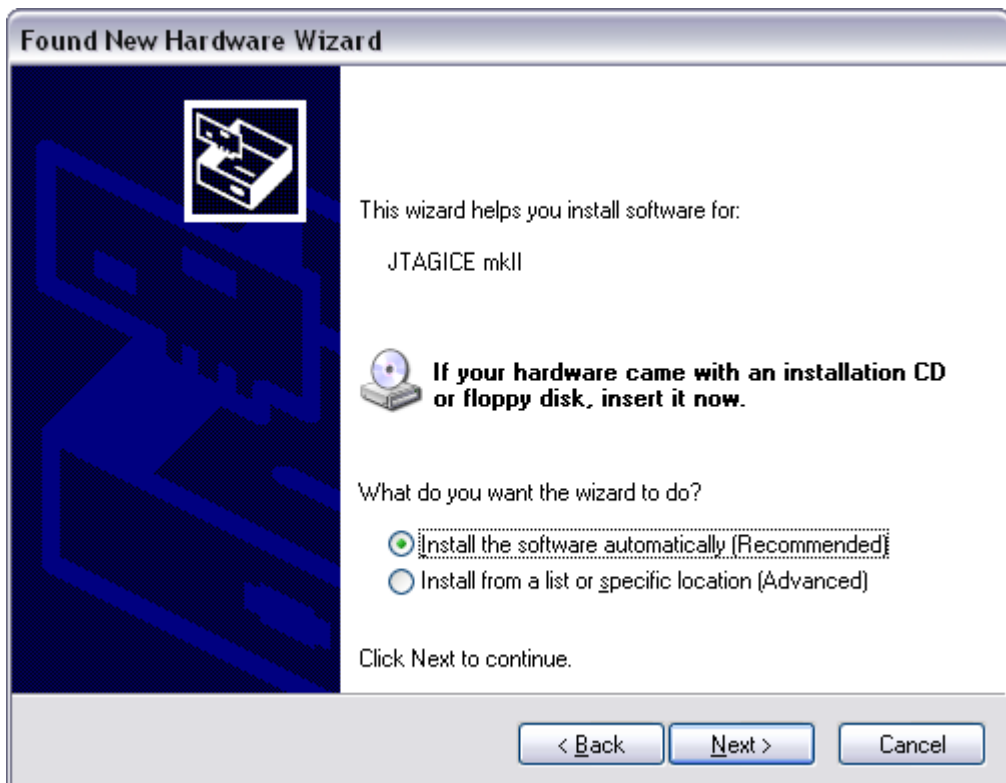 Found New Hardware Wizard
This wizard helps you install software for:
JTAGICE mkII
If your hardware came with an installation CD
or floppy disk, insert it now.
What do you want the wizard to do?
Install the software automatically (Recommended)
Install from a list or specific location (Advanced)
Click Next to continue.
< Back
Next >
Cancel